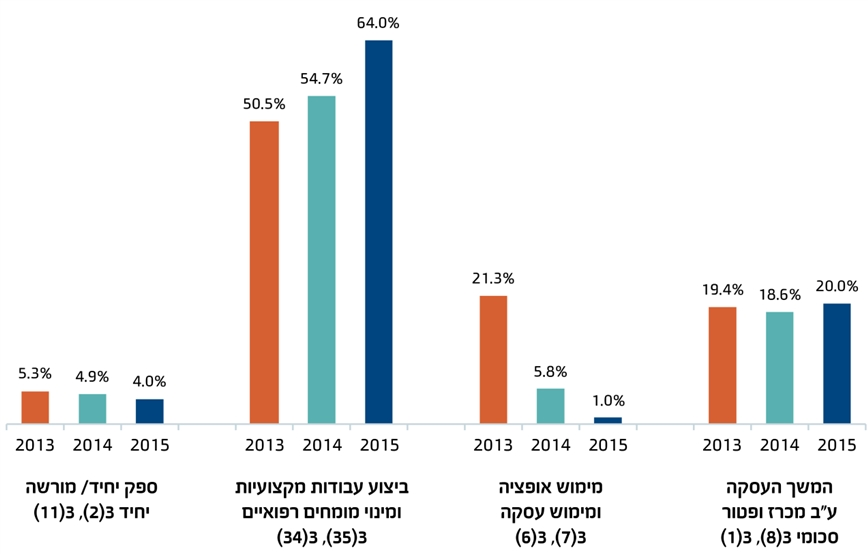 64.0%
54.7%
50.5%
21.3%
19.4% 18.6% 20.0%
5.3% 4.9% 4.0%
5.8%
1.0%
2013 2014 2015
2013 2014 2015
2013 2014 2015
2013 2014 2015
ספק יחיד/ מורשה
יחיד 3(2), 3(11)
ביצוע עבודות מקצועיות
ומינוי מומחים רפואיים
3(35), 3(34)
מימוש אופציה
ומימוש עסקה
3(7), 3(6)
המשך העסקה
ע"ב מכרז ופטור
סכומי 3(8), 3(1)